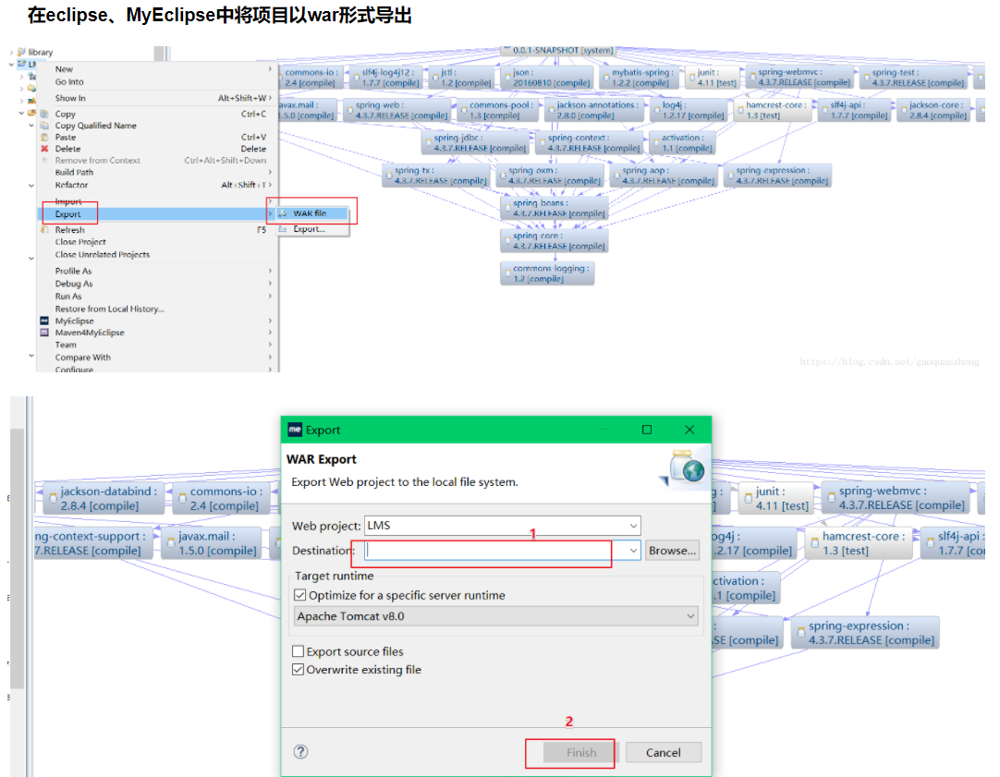 在eclipse、MyEclipse中将项目以war形式导出
library
0.0.1-SNAPSHOT [system]
New
Go Into
Show In Alt+Shift+W
Copy Ctrl+C
Copy Qualified Name
Paste Ctrl+V
Delete Delete
Remove from Context Ctrl+Alt+Shift+Down
Build Path
Refactor Alt+Shift+T
Import
Export
WAR file
Export...
Refresh F5
Close Project
Close Unrelated Projects
Profile As
Debug As
Run As
Restore from Local History...
MyEclipse
Maven4MyEclipse
Team
Compare With
Configure
commons-io :
2.4 [compile]
slf4j-log4j12 :
1.7.7 [compile]
jstl :
1.2 [compile]
json :
20160810 [compile]
mybatis-spring :
1.2.2 [compile]
junit :
4.11 [test]
spring-webmvc :
4.3.7.RELEASE [compile]
spring-test :
4.3.7.RELEASE [compile]
avax.mail :
1.5.0 [compile]
spring-web :
4.3.7.RELEASE [compile]
commons-pool :
1.3 [compile]
jackson-annotations :
2.8.0 [compile]
log4j :
1.2.17 [compile]
hamcrest-core :
1.3 [test]
slf4j-api :
1.7.7 [compile]
jackson-core :
2.8.4 [compile]
spring-jdbc :
4.3.7.RELEASE [compile]
spring-context :
4.3.7.RELEASE [compile]
activation :
1.1 [compile]
spring-tx :
4.3.7.RELEASE [compile]
spring-oxm :
4.3.7.RELEASE [compile]
spring-aop :
4.3.7.RELEASE [compile]
spring-expression :
4.3.7.RELEASE [compile]
spring-beans :
4.3.7.RELEASE [compile]
spring-core :
4.3.7.RELEASE [compile]
commons-logging :
1.2 [compile]
https://blog.csdn.net/ganquanzhong
jackson-databind :
2.8.4 [compile]
commons-io :
2.4 [compile]
ng-context-support :
.7.RELEASE [compile]
javax.mail :
1.5.0 [compile]
me Export
WAR Export
Export Web project to the local file system.
Web project: LMS
1
Destination: Browse...
Target runtime
Optimize for a specific server runtime
Apache Tomcat v8.0
Export source files
Overwrite existing file
2
Finish
Cancel
junit :
4.11 [test]
spring-webmvc :
4.3.7.RELEASE [compile]
og4j :
.2.17 [compile]
hamcrest-core :
1.3 [test]
slf4j-api :
1.7.7 [co
ctivation :
.1 [compile]
SE [compile]
spring-expression :
4.3.7.RELEASE [compile]